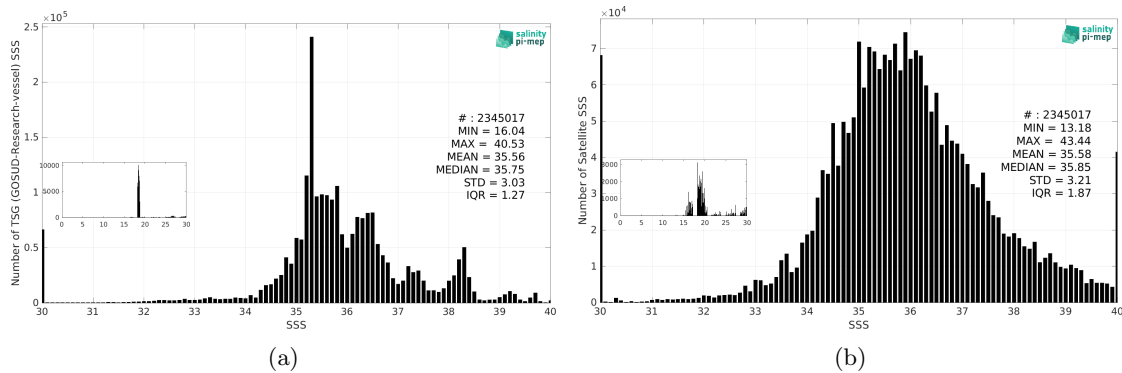 ×10⁵
2.5
2
1.5
1
0.5
0
Number of TSG (GOSUD-Research-vessel) SSS
salinity
pi-mep
# : 2345017
MIN = 16.04
MAX = 40.53
MEAN = 35.56
MEDIAN = 35.75
STD = 3.03
IQR = 1.27
10000
5000
0
0 5 10 15 20 25 30
30 31 32 33 34 35 36 37 38 39 40
SSS
(a)
×10⁴
7
6
5
4
3
2
1
0
Number of Satellite SSS
salinity
pi-mep
# : 2345017
MIN = 13.18
MAX = 43.44
MEAN = 35.58
MEDIAN = 35.85
STD = 3.21
IQR = 1.87
3000
2000
1000
0
0 5 10 15 20 25 30
30 31 32 33 34 35 36 37 38 39 40
SSS
(b)